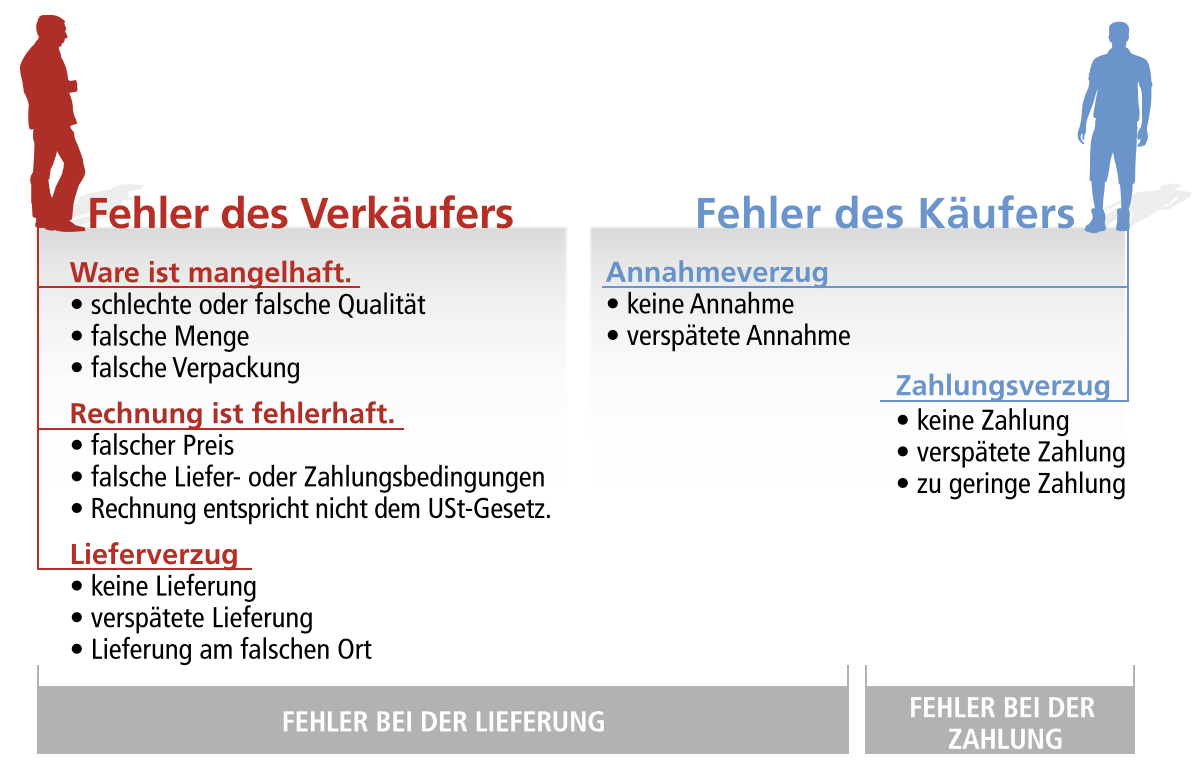 Fehler des Verkäufers
Ware ist mangelhaft.
• schlechte oder falsche Qualität
• falsche Menge
• falsche Verpackung
Rechnung ist fehlerhaft.
• falscher Preis
• falsche Liefer- oder Zahlungsbedingungen
• Rechnung entspricht nicht dem USt-Gesetz.
Lieferverzug
• keine Lieferung
• verspätete Lieferung
• Lieferung am falschen Ort
Fehler des Käufers
Annahmeverzug
• keine Annahme
• verspätete Annahme
Zahlungsverzug
• keine Zahlung
• verspätete Zahlung
• zu geringe Zahlung
FEHLER BEI DER LIEFERUNG
FEHLER BEI DER
ZAHLUNG